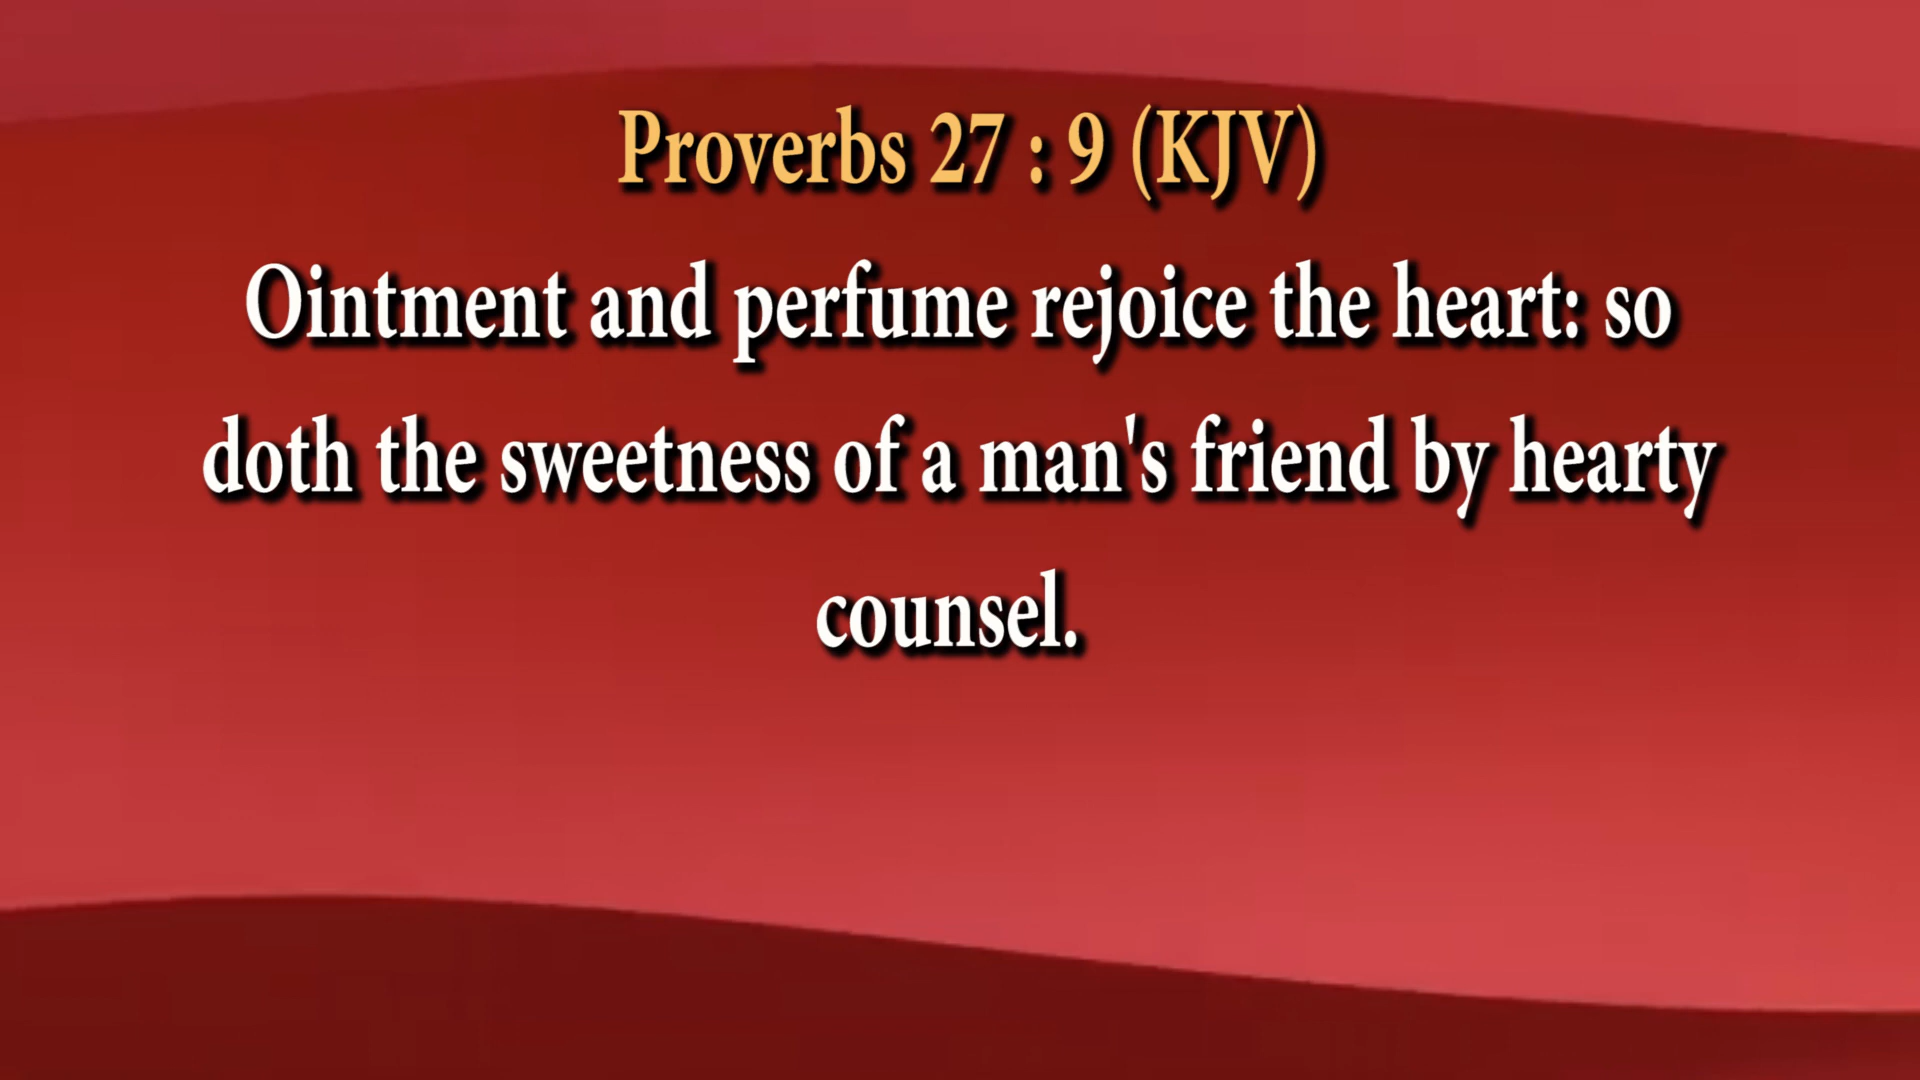 Proverbs 27 : 9 (KJV)
Ointment and perfume rejoice the heart: so
doth the sweetness of a man's friend by hearty
counsel.